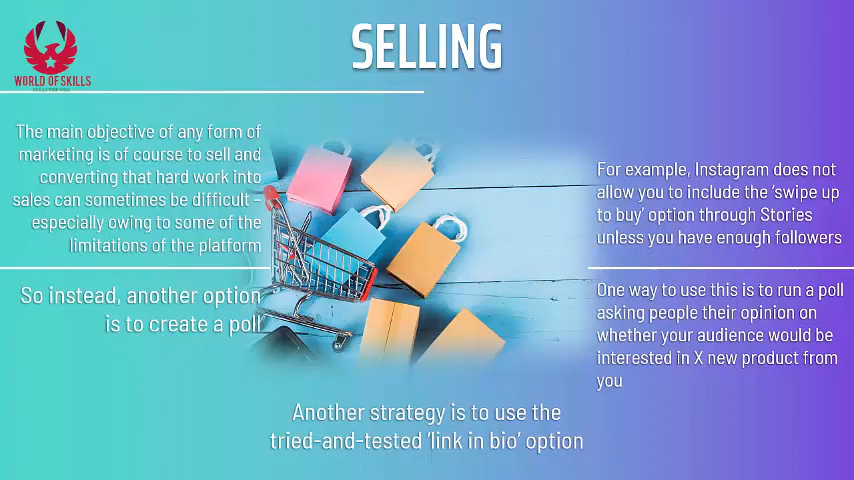 SELLING
WORLD OF SKILLS
SKILLS FOR YOU
The main objective of any form of
marketing is of course to sell and
converting that hard work into
sales can sometimes be difficult –
especially owing to some of the
limitations of the platform
For example, Instagram does not
allow you to include the ‘swipe up
to buy’ option through Stories
unless you have enough followers
So instead, another option
is to create a poll
One way to use this is to run a poll
asking people their opinion on
whether your audience would be
interested in X new product from
you
Another strategy is to use the
tried-and-tested ‘link in bio’ option